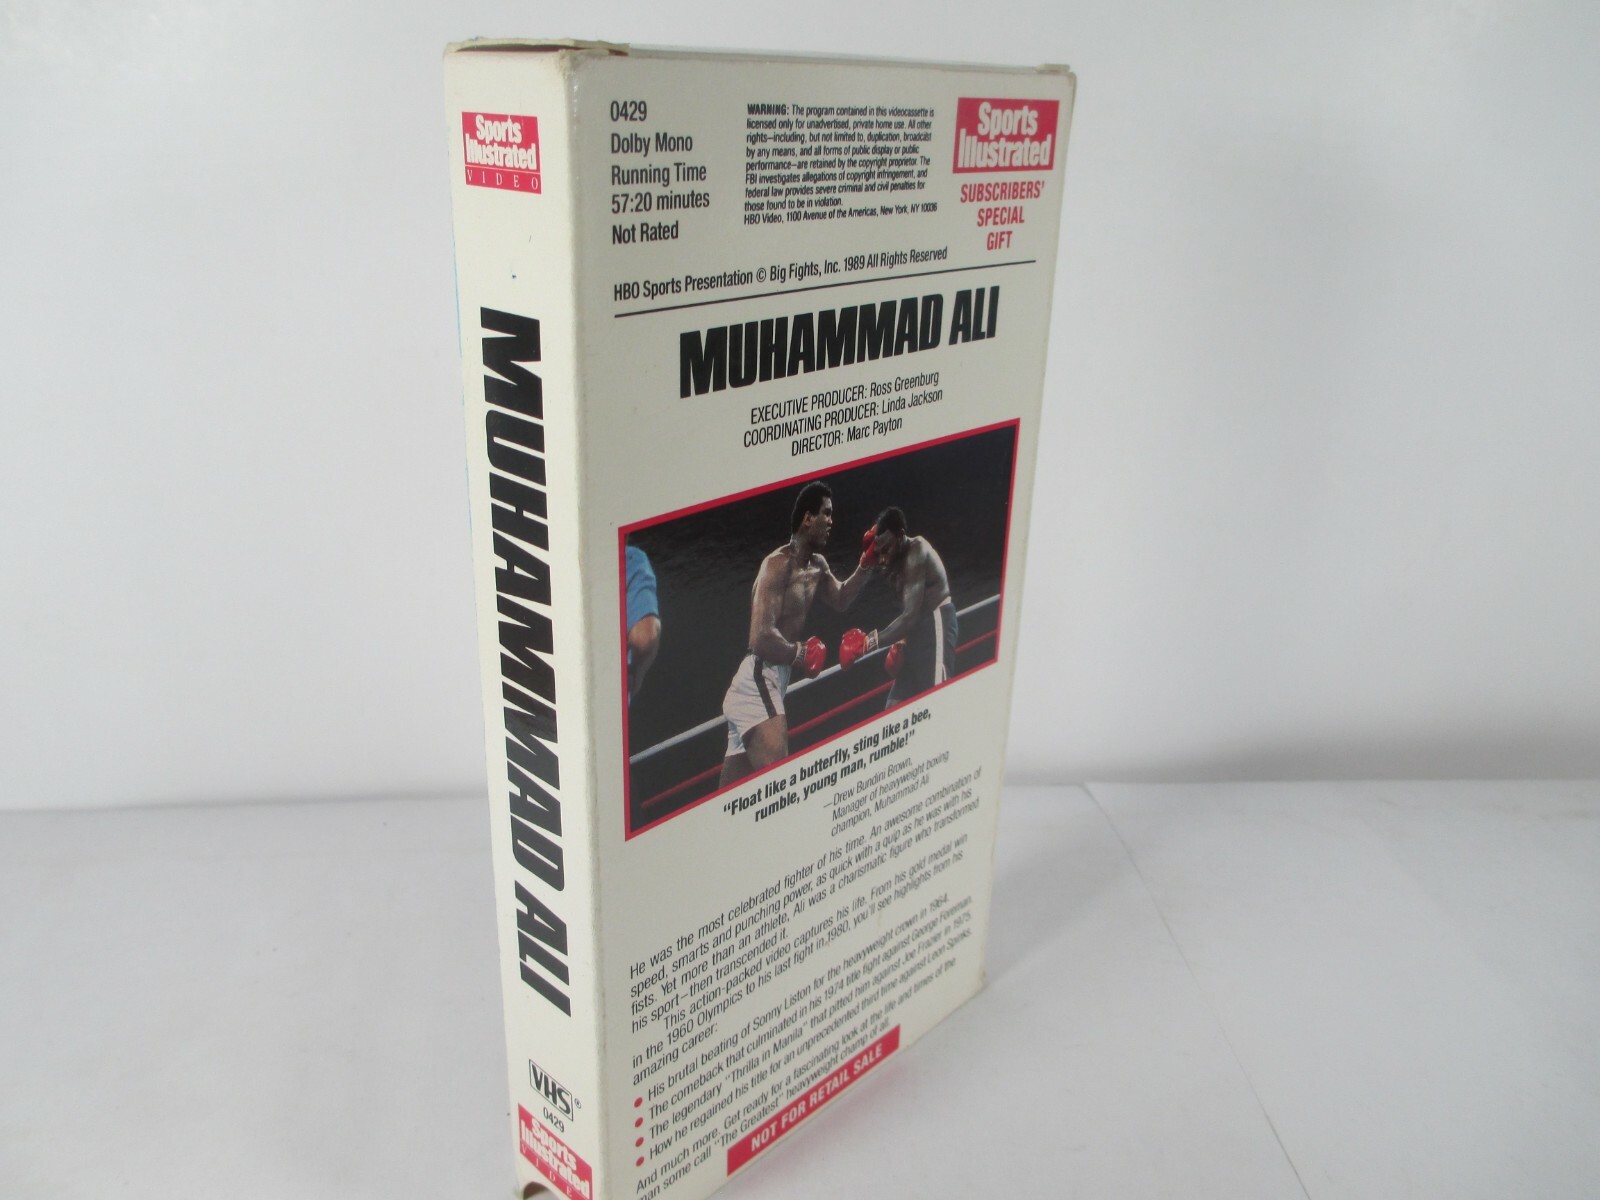 Sports
Illustrated
VIDEO
MUHAMMAD ALI
VHS®
0429
Sports
Illustrated
VIDEO
0429
Dolby Mono
Running Time
57:20 minutes
Not Rated
WARNING: The program contained in this videocassette is
licensed only for unadvertised, private home use. All other
rights—including, but not limited to, duplication, broadcast
by any means, and all forms of public display or public
performance—are retained by the copyright proprietor. The
FBI investigates allegations of copyright infringement, and
federal law provides severe criminal and civil penalties for
those found to be in violation.
HBO Video, 1100 Avenue of the Americas, New York, NY 10036
Sports
Illustrated
SUBSCRIBERS'
SPECIAL
GIFT
HBO Sports Presentation © Big Fights, Inc. 1989 All Rights Reserved
MUHAMMAD ALI
EXECUTIVE PRODUCER: Ross Greenburg
COORDINATING PRODUCER: Linda Jackson
DIRECTOR: Marc Payton
"Float like a butterfly, sting like a bee,
rumble, young man, rumble!"
—Drew Bundini Brown,
Manager of heavyweight boxing
champion, Muhammad Ali
He was the most celebrated fighter of his time. An awesome combination of
speed, smarts and punching power, as quick with a quip as he was with his
fists. Yet more than an athlete, Ali was a charismatic figure who transformed
his sport—then transcended it.
This action-packed video captures his life. From his gold medal win
in the 1960 Olympics to his last fight in 1980, you'll see highlights from his
amazing career:
● His brutal beating of Sonny Liston for the heavyweight crown in 1964.
● The comeback that culminated in his 1974 title fight against George Foreman.
● The legendary "Thrilla in Manila" that pitted him against Joe Frazier in 1975.
● How he regained his title for an unprecedented third time against Leon Spinks.
And much more. Get ready for a fascinating look at the life and times of the
man some call "The Greatest" heavyweight champ of all.
NOT FOR RETAIL SALE